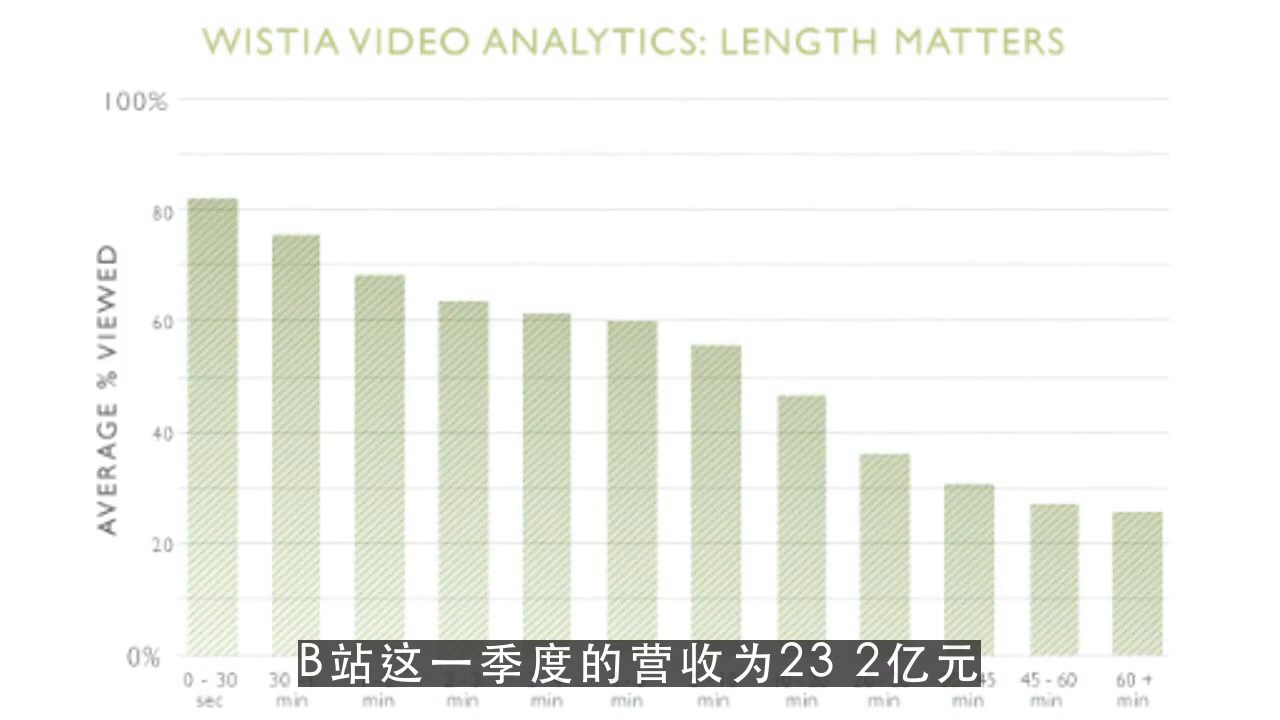 WISTIA VIDEO ANALYTICS: LENGTH MATTERS
100%
80
60
40
20
0%
AVERAGE % VIEWED
B站这一季度的营收为23 2亿元
0 - 30
sec
30
min
min
min
min
min
min
min
min
45
min
45 - 60
min
60 +
min